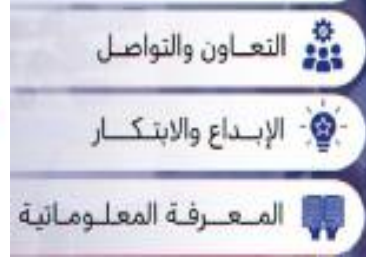 التعاون والتواصل
الإبداع والابتكار
المعرفة المعلوماتية